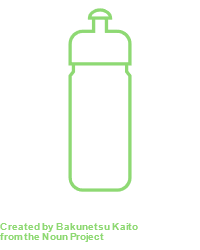 Created by Bakunetsu Kaito
from the Noun Project